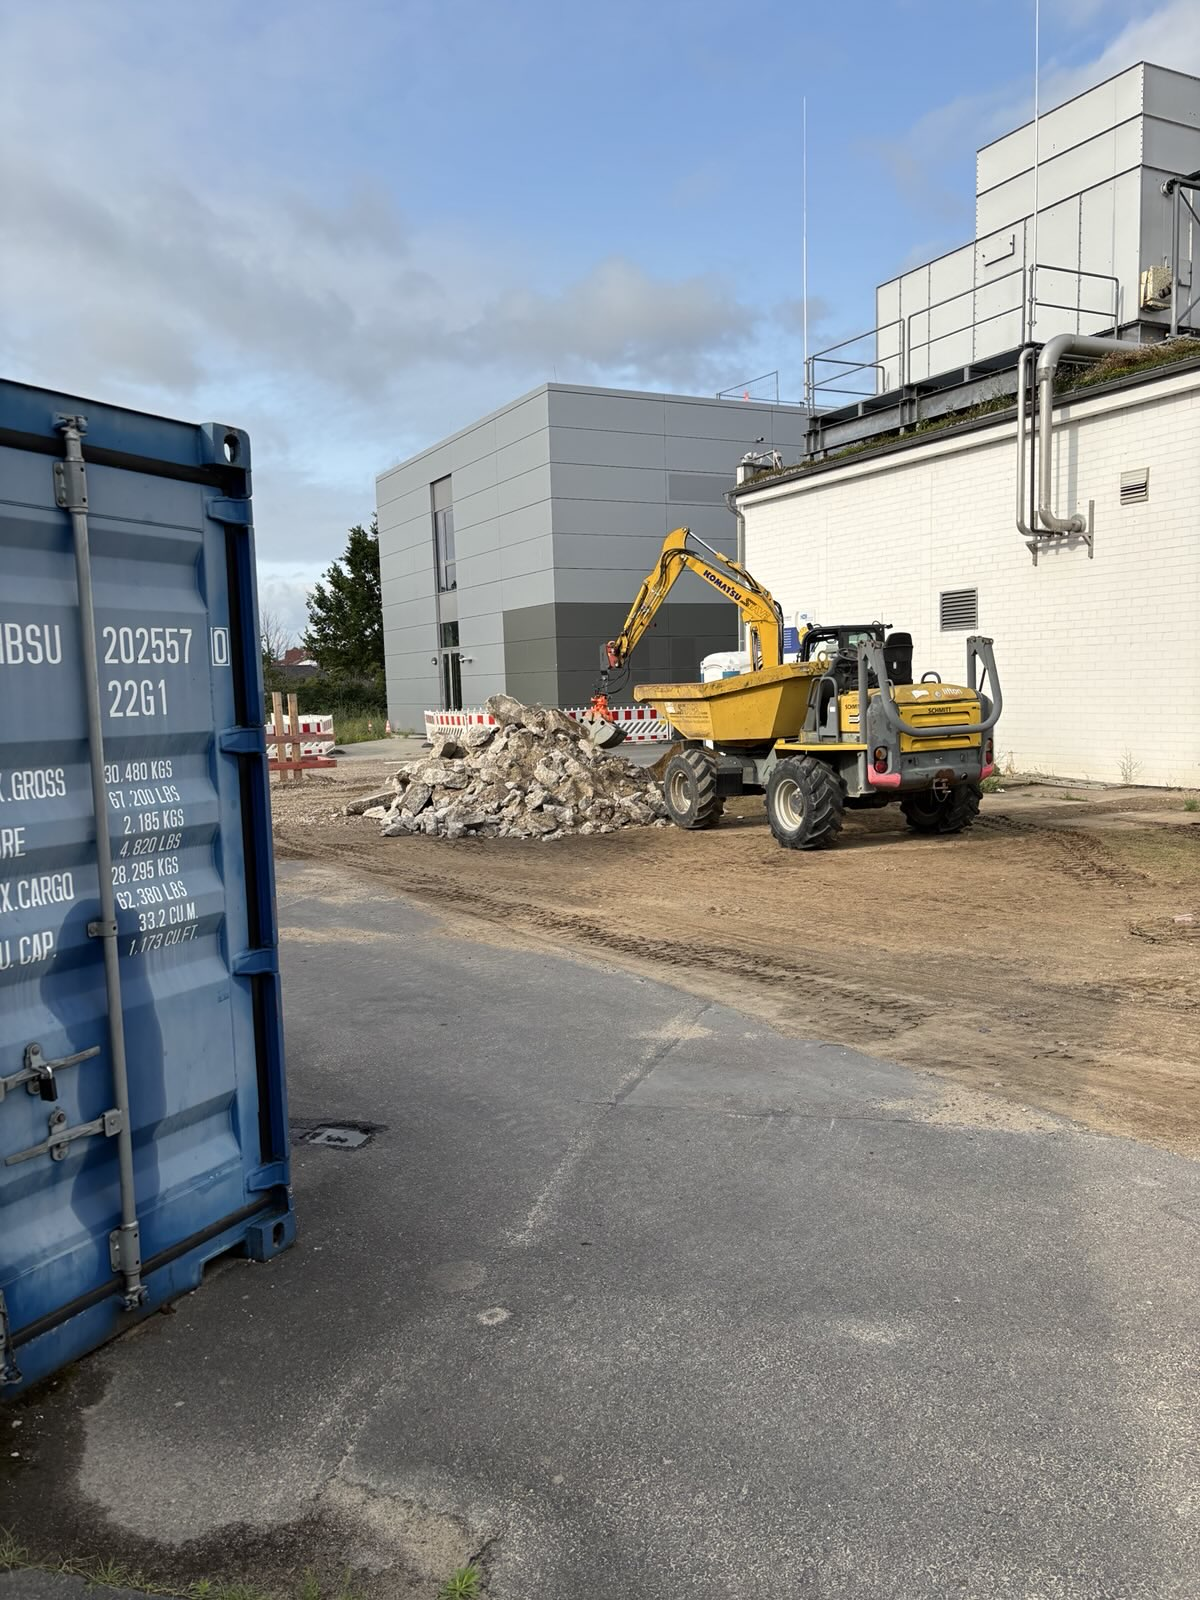 IBSU 202557 0
22G1
X.GROSS 30,480 KGS
67,200 LBS
RE 2,185 KGS
4,820 LBS
X.CARGO 28,295 KGS
62,380 LBS
U. CAP. 33.2 CU.M.
1,173 CU.FT.
KOMATSU
SCHMITT